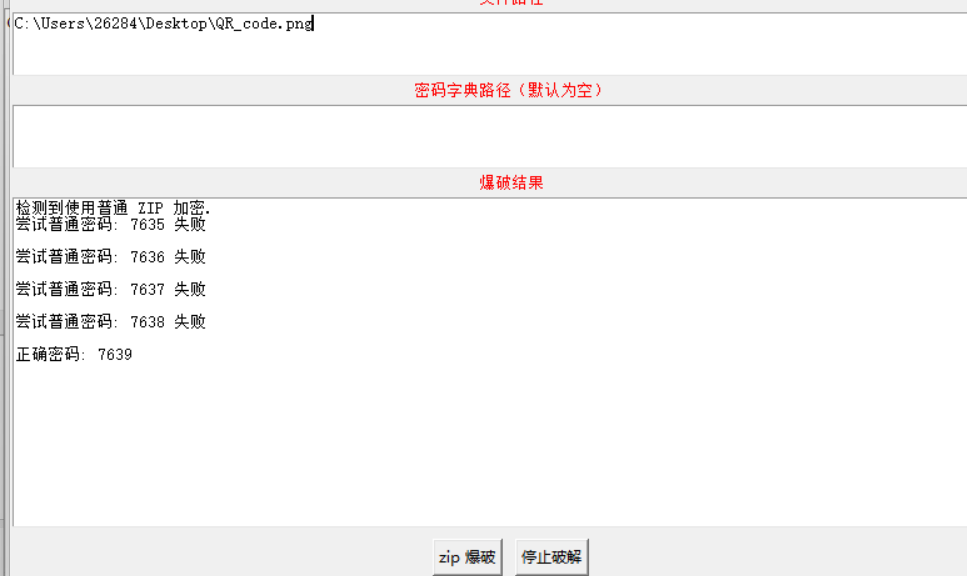 文件路径
C:\Users\26284\Desktop\QR_code.png
密码字典路径（默认为空）
爆破结果
检测到使用普通 ZIP 加密.
尝试普通密码: 7635 失败
尝试普通密码: 7636 失败
尝试普通密码: 7637 失败
尝试普通密码: 7638 失败
正确密码: 7639
zip 爆破
停止破解